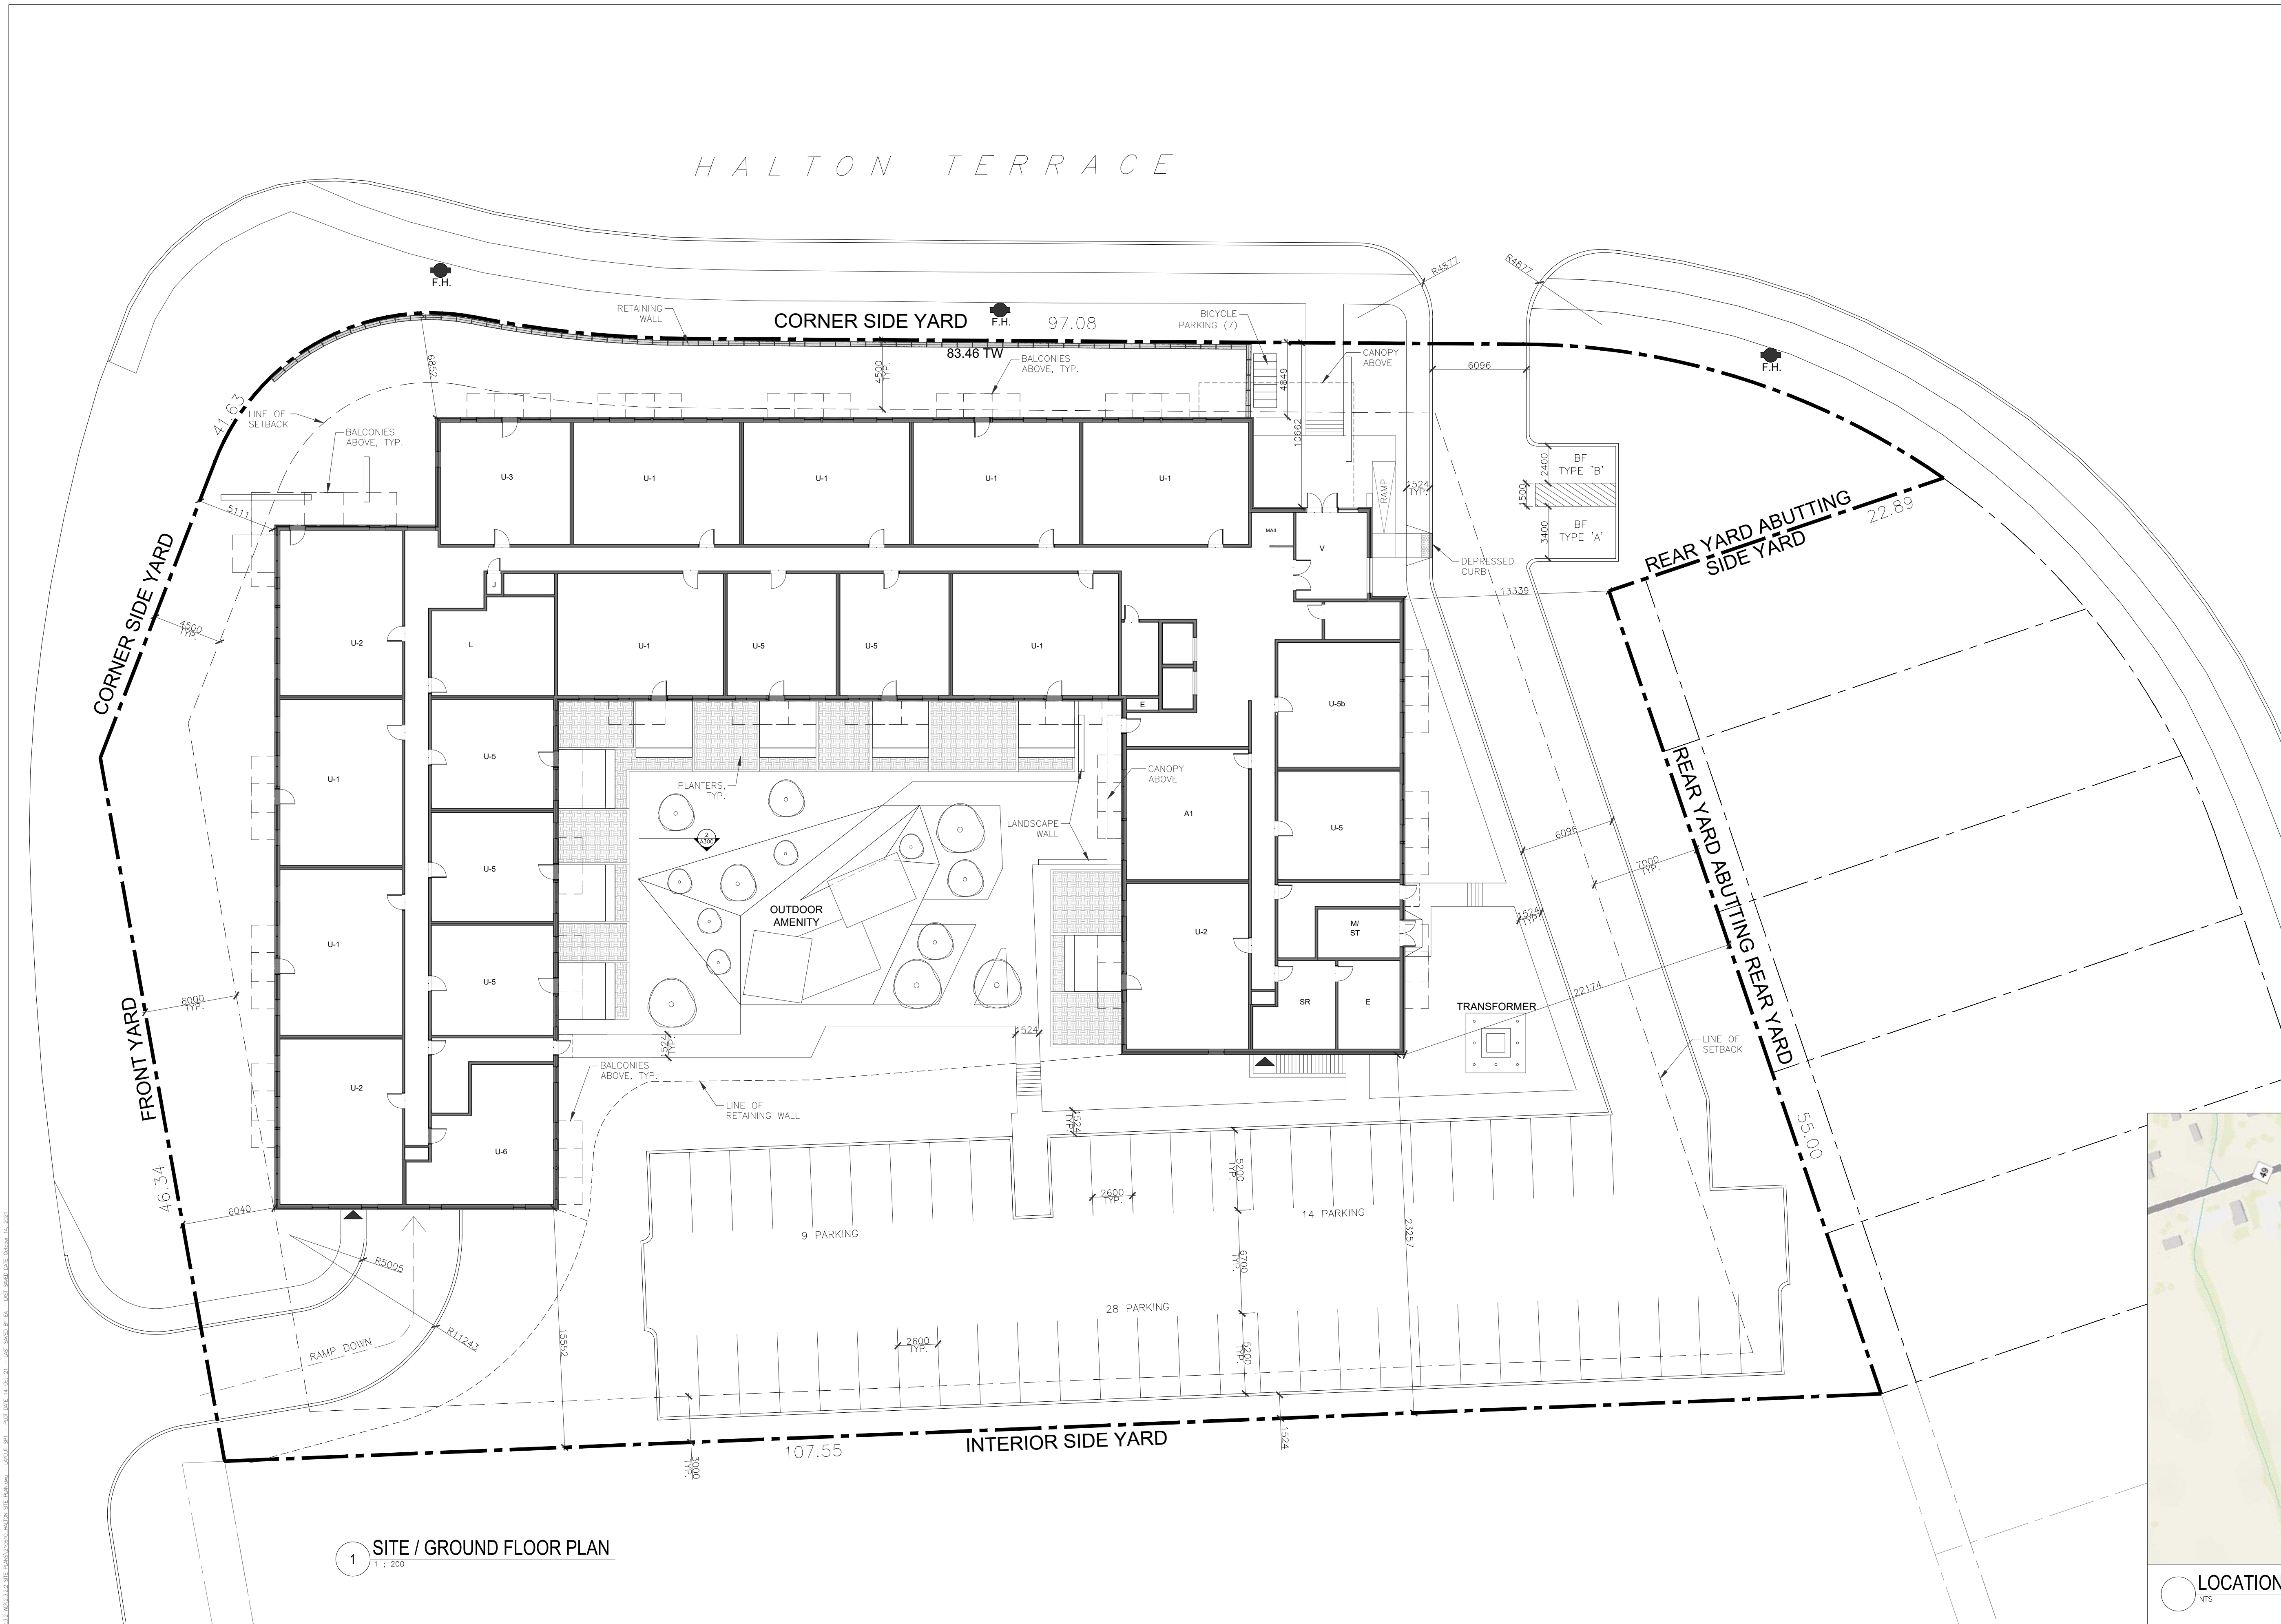 HALTON TERRACE
F.H.
RETAINING
WALL
CORNER SIDE YARD
F.H.
97.08
83.46 TW
BICYCLE
PARKING (7)
R4877
R4877
CANOPY
ABOVE
F.H.
6096
6852
4500
TYP.
BALCONIES
ABOVE, TYP.
4849
10662
41.63
LINE OF
SETBACK
BALCONIES
ABOVE, TYP.
5111
U-3
U-1
U-1
U-1
U-1
MAIL
V
RAMP
1524
TYP.
2400
BF
TYPE 'B'
1500
3400
BF
TYPE 'A'
DEPRESSED
CURB
13339
REAR YARD ABUTTING
SIDE YARD
22.89
CORNER SIDE YARD
4500
TYP.
U-2
J
L
U-1
U-5
U-5
U-1
E
U-5b
U-1
U-5
PLANTERS,
TYP.
CANOPY
ABOVE
2
A300
LANDSCAPE
WALL
A1
U-5
6096
7000
TYP.
REAR YARD ABUTTING REAR YARD
U-5
OUTDOOR
AMENITY
U-1
U-2
M/
ST
1524
TYP.
FRONT YARD
6000
TYP.
U-5
SR
E
22174
TRANSFORMER
1524
TYP.
1524
LINE OF
SETBACK
BALCONIES
ABOVE, TYP.
U-2
LINE OF
RETAINING WALL
1524
TYP.
55.00
U-6
46.34
6040
5200
TYP.
2600
TYP.
9 PARKING
14 PARKING
23257
6700
TYP.
R5005
28 PARKING
R11243
RAMP DOWN
15552
2600
TYP.
5200
TYP.
107.55
INTERIOR SIDE YARD
3000
TYP.
1524
1
SITE / GROUND FLOOR PLAN
1 : 200
49
LOCATION
NTS